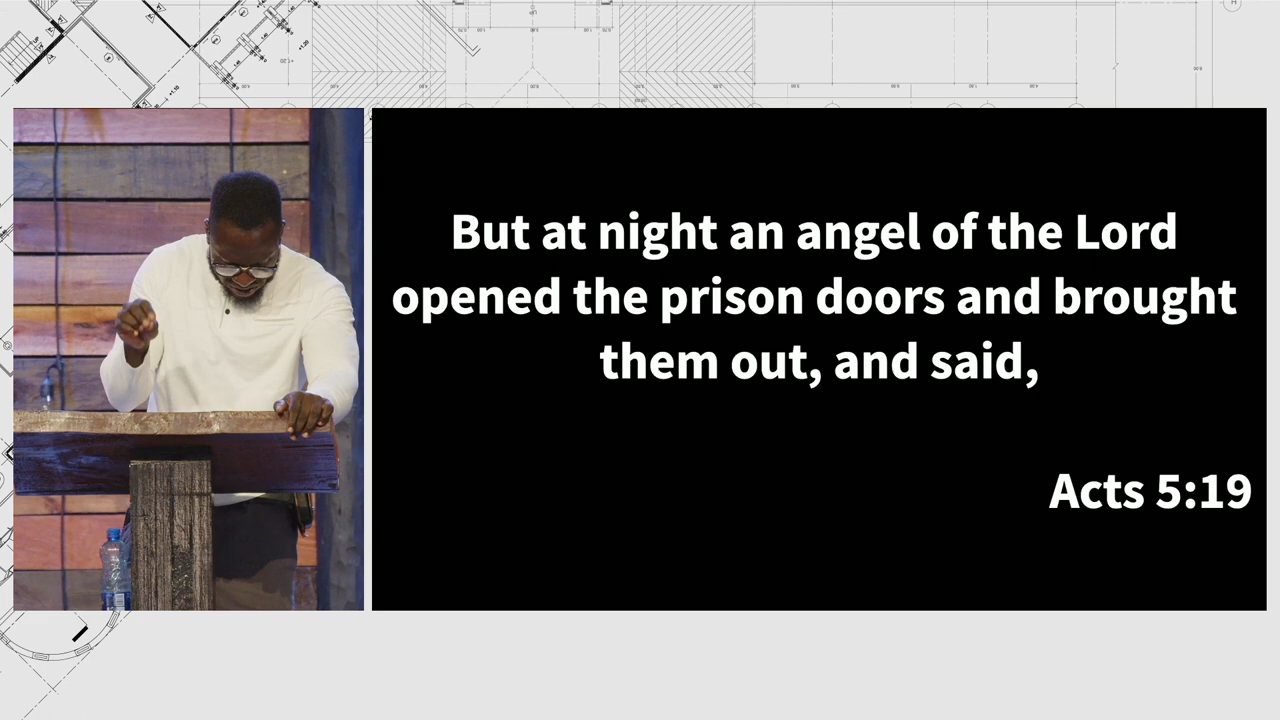 But at night an angel of the Lord
opened the prison doors and brought
them out, and said,
Acts 5:19